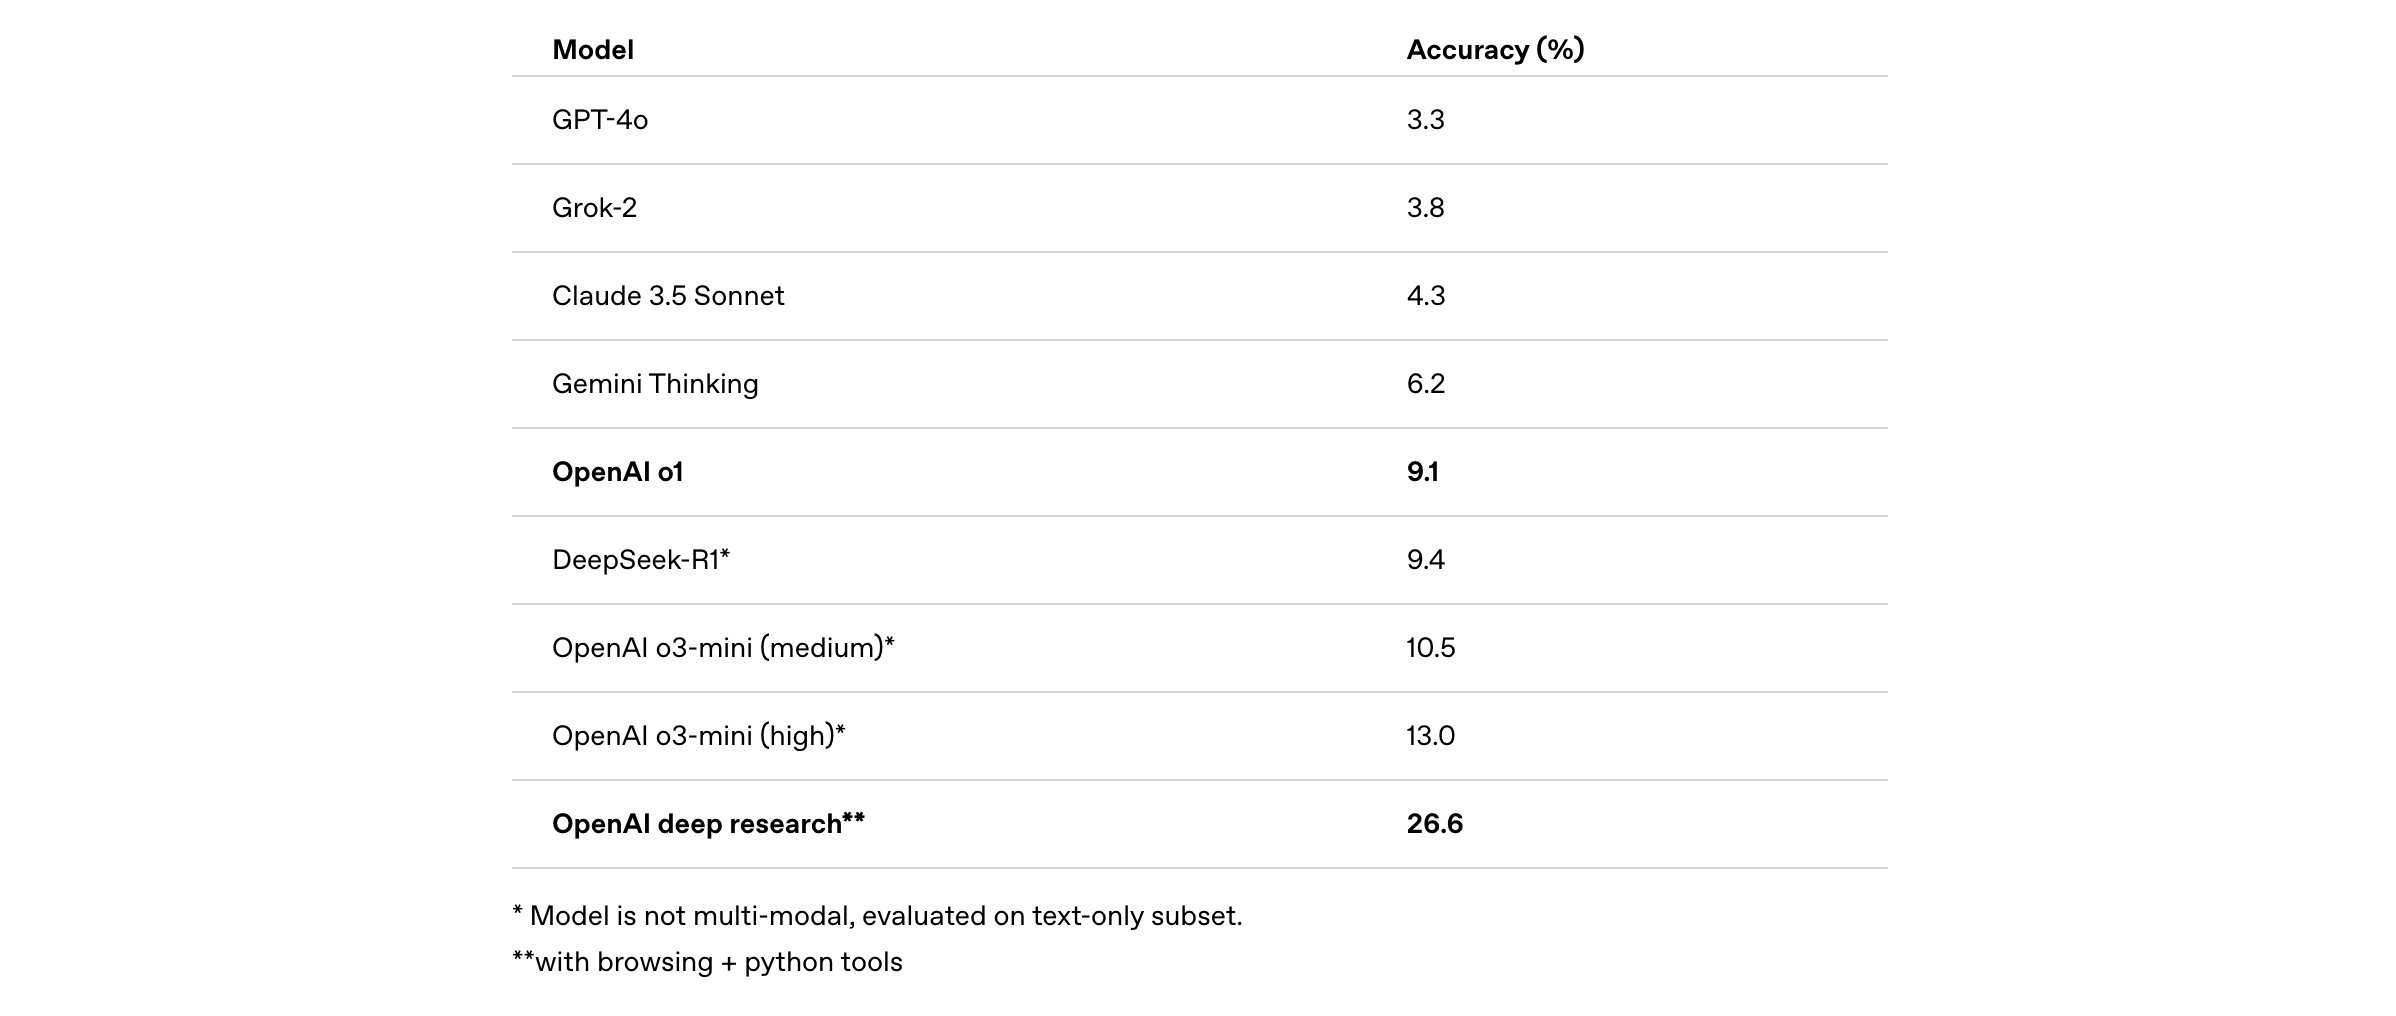 Model Accuracy (%)
GPT-4o 3.3
Grok-2 3.8
Claude 3.5 Sonnet 4.3
Gemini Thinking 6.2
OpenAI o1 9.1
DeepSeek-R1* 9.4
OpenAI o3-mini (medium)* 10.5
OpenAI o3-mini (high)* 13.0
OpenAI deep research** 26.6
* Model is not multi-modal, evaluated on text-only subset.
**with browsing + python tools